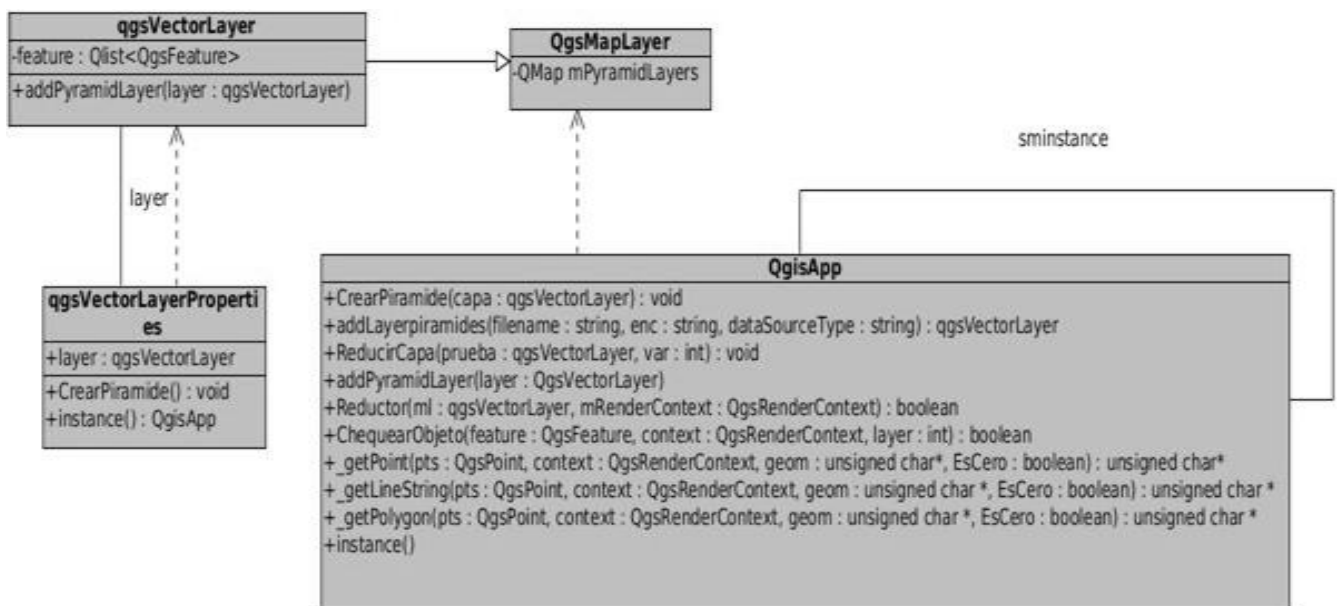 qgsVectorLayer
-feature : Qlist<QgsFeature>
+addPyramidLayer(layer : qgsVectorLayer)
QgsMapLayer
-QMap mPyramidLayers
sminstance
layer
qgsVectorLayerProperti
es
+layer : qgsVectorLayer
+CrearPiramide() : void
+instance() : QgisApp
QgisApp
+CrearPiramide(capa : qgsVectorLayer) : void
+addLayerpiramides(filename : string, enc : string, dataSourceType : string) : qgsVectorLayer
+ReducirCapa(prueba : qgsVectorLayer, var : int) : void
+addPyramidLayer(layer : QgsVectorLayer)
+Reductor(ml : qgsVectorLayer, mRenderContext : QgsRenderContext) : boolean
+ChequearObjeto(feature : QgsFeature, context : QgsRenderContext, layer : int) : boolean
+_getPoint(pts : QgsPoint, context : QgsRenderContext, geom : unsigned char*, EsCero : boolean) : unsigned char*
+_getLineString(pts : QgsPoint, context : QgsRenderContext, geom : unsigned char *, EsCero : boolean) : unsigned char *
+_getPolygon(pts : QgsPoint, context : QgsRenderContext, geom : unsigned char *, EsCero : boolean) : unsigned char *
+instance()